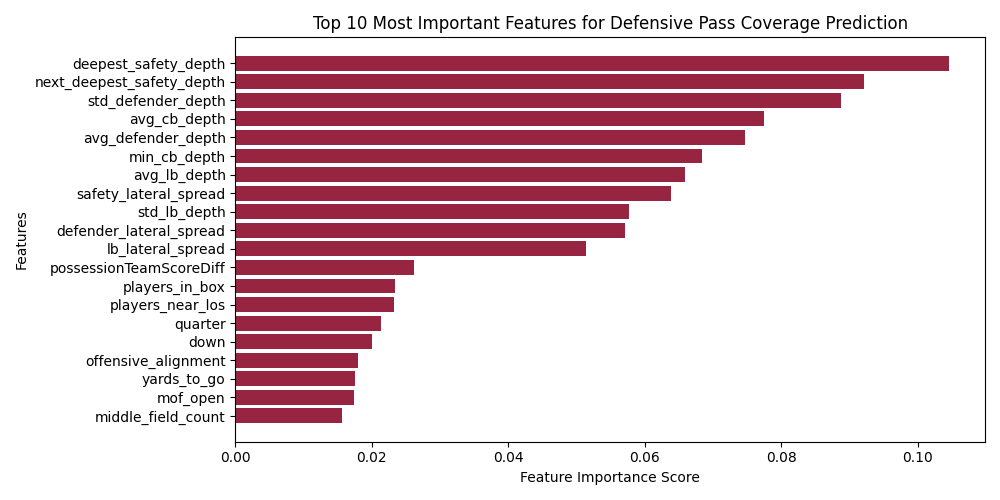 Top 10 Most Important Features for Defensive Pass Coverage Prediction
Features
deepest_safety_depth
next_deepest_safety_depth
std_defender_depth
avg_cb_depth
avg_defender_depth
min_cb_depth
avg_lb_depth
safety_lateral_spread
std_lb_depth
defender_lateral_spread
lb_lateral_spread
possessionTeamScoreDiff
players_in_box
players_near_los
quarter
down
offensive_alignment
yards_to_go
mof_open
middle_field_count
0.00 0.02 0.04 0.06 0.08 0.10
Feature Importance Score